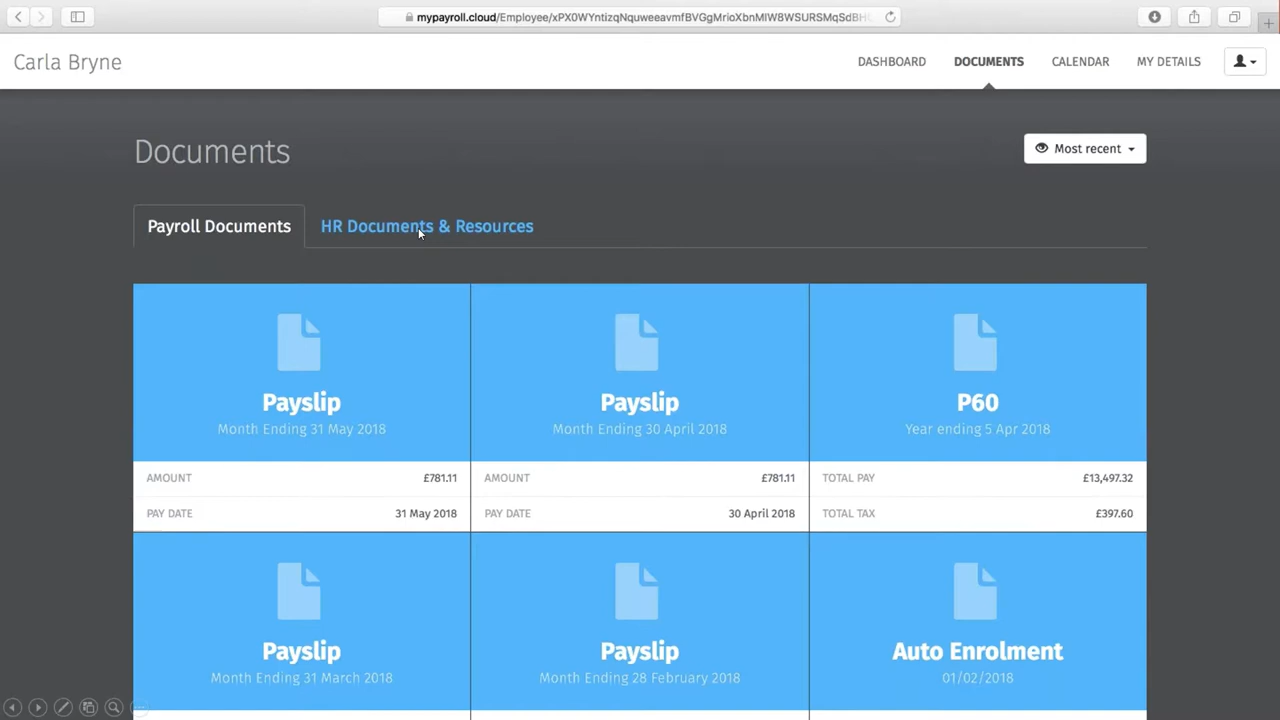 mypayroll.cloud/Employee/
Carla Bryne
DASHBOARD
DOCUMENTS
CALENDAR
MY DETAILS
Documents
Most recent
Payroll Documents
HR Documents & Resources
Payslip
Month Ending 31 May 2018
AMOUNT £781.11
PAY DATE 31 May 2018
Payslip
Month Ending 30 April 2018
AMOUNT £781.11
PAY DATE 30 April 2018
P60
Year ending 5 Apr 2018
TOTAL PAY £13,497.32
TOTAL TAX £397.60
Payslip
Month Ending 31 March 2018
Payslip
Month Ending 28 February 2018
Auto Enrolment
01/02/2018